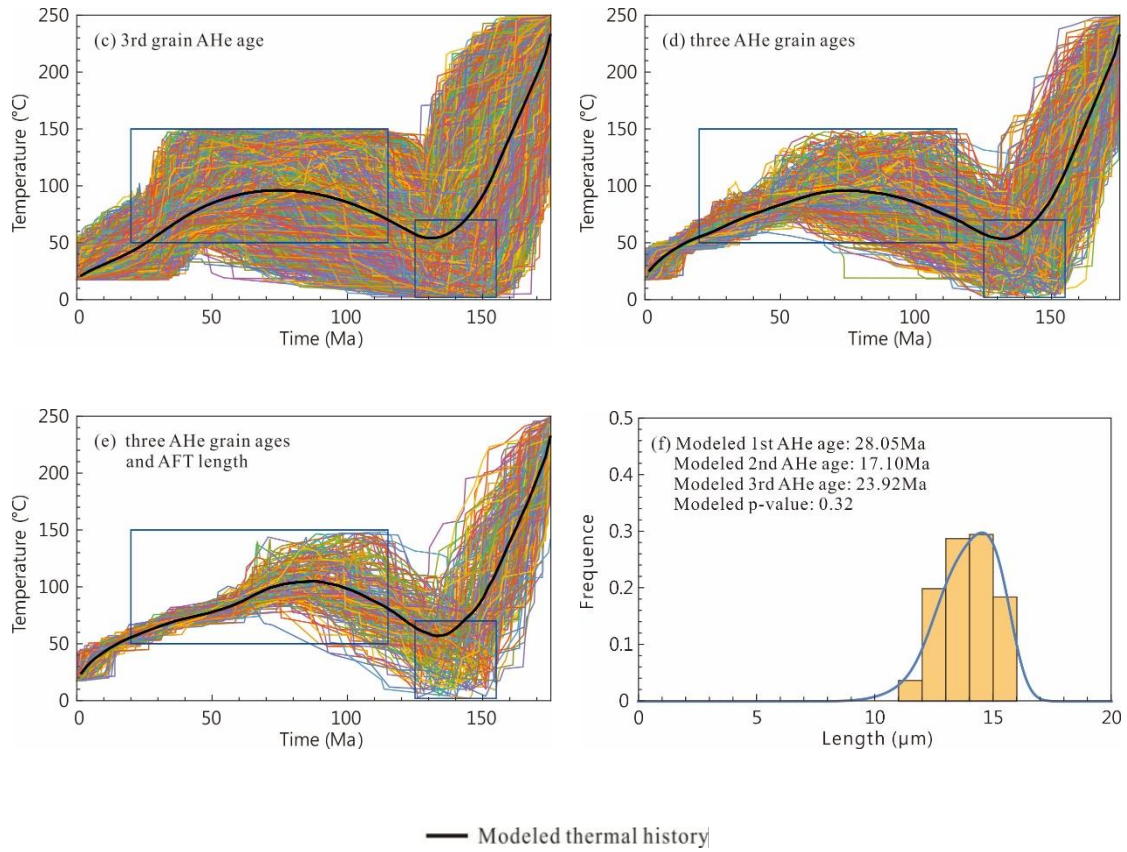 (c) 3rd grain AHe age
250
200
150
100
50
0
Temperature (°C)
0
50
100
150
Time (Ma)
(d) three AHe grain ages
250
200
150
100
50
0
Temperature (°C)
0
50
100
150
Time (Ma)
(e) three AHe grain ages
and AFT length
250
200
150
100
50
0
Temperature (°C)
0
50
100
150
Time (Ma)
(f) Modeled 1st AHe age: 28.05Ma
Modeled 2nd AHe age: 17.10Ma
Modeled 3rd AHe age: 23.92Ma
Modeled p-value: 0.32
0.5
0.4
0.3
0.2
0.1
0
Frequence
0
5
10
15
20
Length (µm)
Modeled thermal history